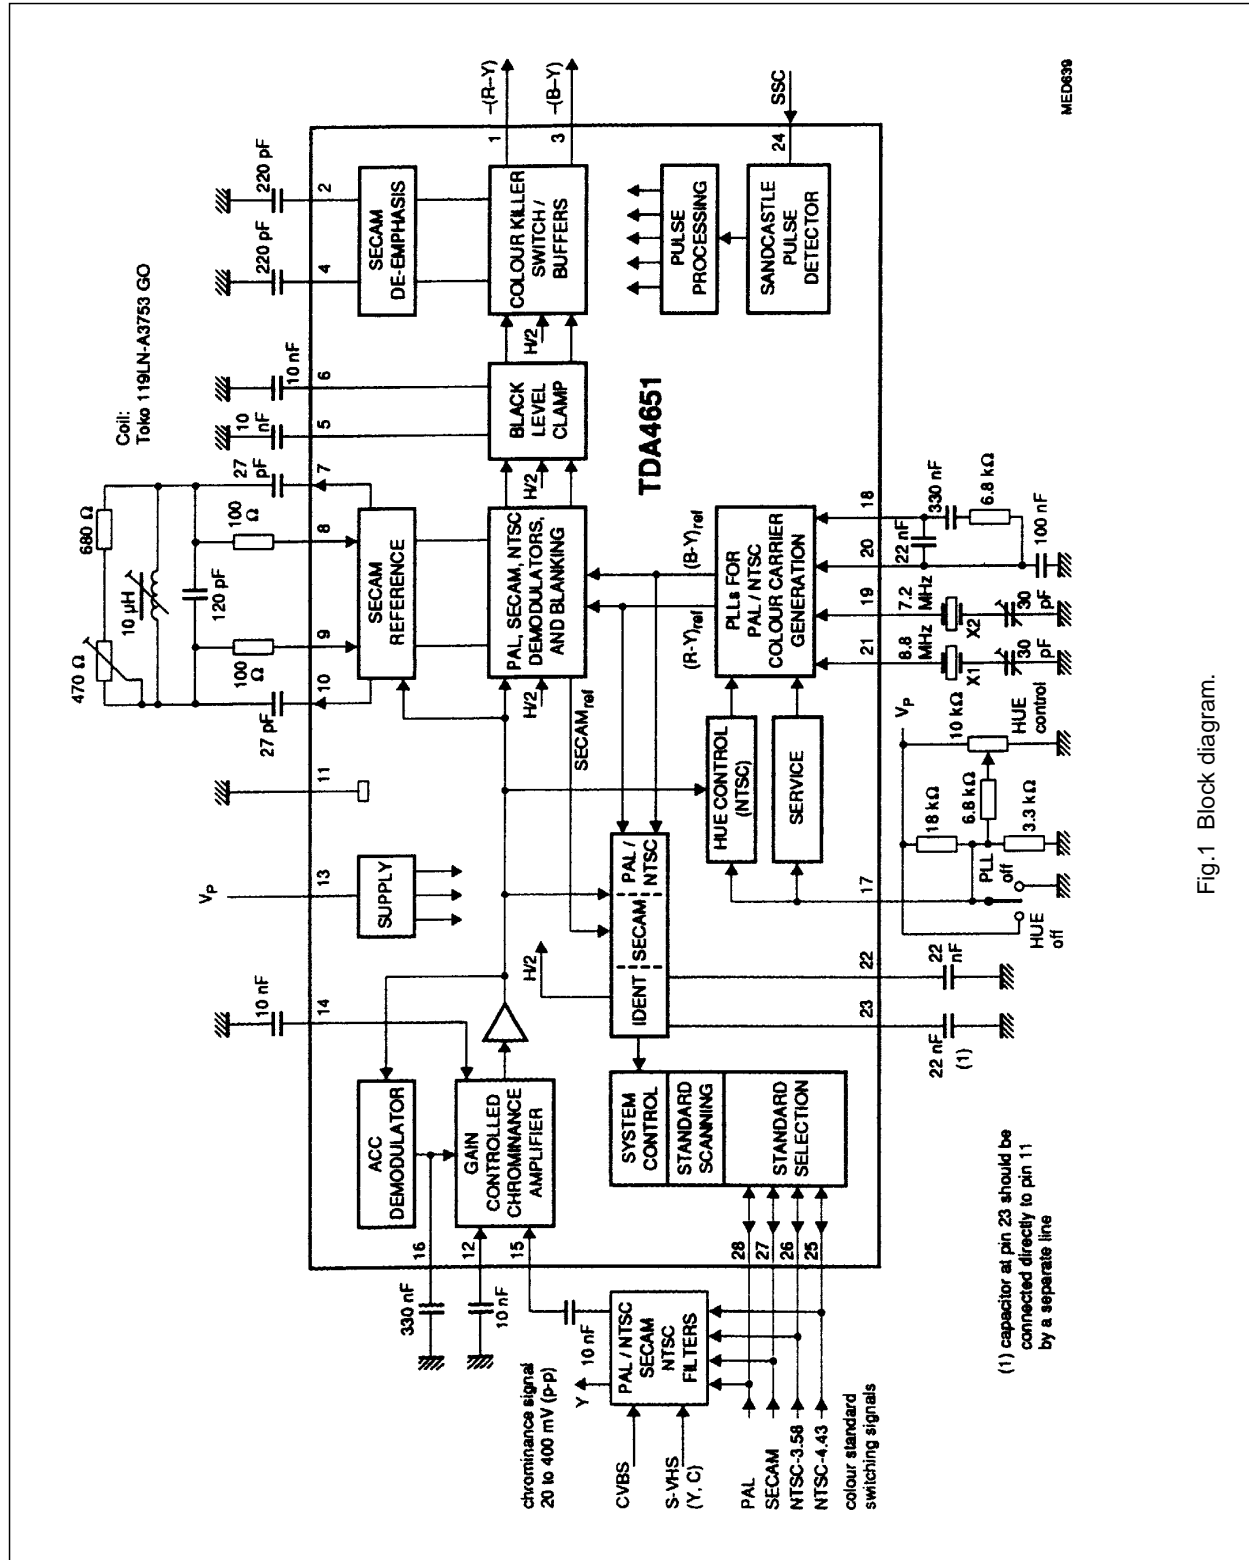 Coil:
Toko 119LN-A3753 GO
470 Ω
10 µH
680 Ω
120 pF
27 pF
100
Ω
100
Ω
27
pF
10 nF
10
nF
10 nF
220 pF
220 pF
VP
14
13
11
10
9
8
7
5
6
4
2
ACC
DEMODULATOR
SUPPLY
SECAM
REFERENCE
SECAM
DE-EMPHASIS
330 nF
16
10 nF
12
15
GAIN
CONTROLLED
CHROMINANCE
AMPLIFIER
H/2
PAL, SECAM, NTSC
DEMODULATORS,
AND BLANKING
H/2
BLACK
LEVEL
CLAMP
H/2
COLOUR KILLER
SWITCH /
BUFFERS
1
–(R–Y)
3
–(B–Y)
chrominance signal
20 to 400 mV (p-p)
Y
10 nF
CVBS
S-VHS
(Y, C)
PAL / NTSC
SECAM
NTSC
FILTERS
H/2
SECAMref
IDENT
SECAM
PAL /
NTSC
(R-Y)ref
(B-Y)ref
TDA4651
PULSE
PROCESSING
SYSTEM
CONTROL
STANDARD
SCANNING
STANDARD
SELECTION
HUE CONTROL
(NTSC)
SERVICE
PLLs FOR
PAL / NTSC
COLOUR CARRIER
GENERATION
SANDCASTLE
PULSE
DETECTOR
24
SSC
PAL
SECAM
NTSC-3.58
NTSC-4.43
28
27
26
25
colour standard
switching signals
23
22
17
21
19
20
18
22 nF
(1)
22
nF
HUE
off
PLL
off
18 kΩ
6.8 kΩ
3.3 kΩ
VP
10 kΩ
HUE
control
8.8
MHz
X1
30
pF
7.2
MHz
X2
30
pF
22 nF
330 nF
6.8 kΩ
100 nF
(1) capacitor at pin 23 should be
connected directly to pin 11
by a separate line
MED639
Fig.1 Block diagram.